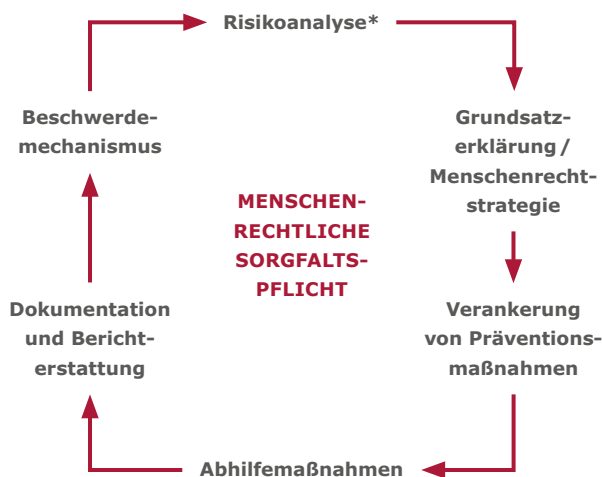 Risikoanalyse*
Grundsatz-
erklärung /
Menschenrecht-
strategie
Verankerung
von Präventions-
maßnahmen
Abhilfemaßnahmen
Dokumentation
und Bericht-
erstattung
Beschwerde-
mechanismus
MENSCHEN-
RECHTLICHE
SORGFALTS-
PFLICHT